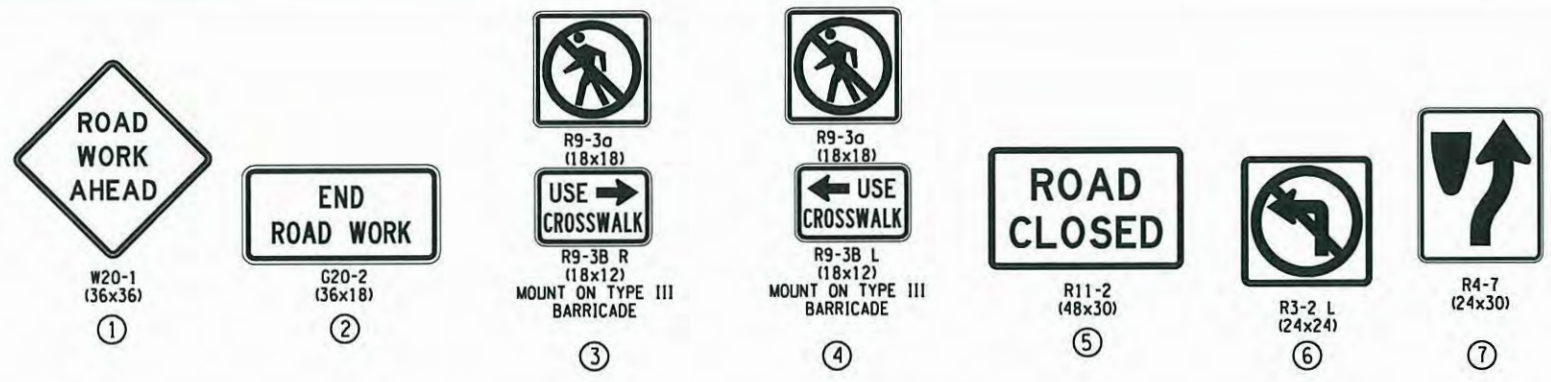 ROAD
WORK
AHEAD
W20-1
(36x36)
1
END
ROAD WORK
G20-2
(36x18)
2
R9-3a
(18x18)
USE
CROSSWALK
R9-3B R
(18x12)
MOUNT ON TYPE III
BARRICADE
3
R9-3a
(18x18)
USE
CROSSWALK
R9-3B L
(18x12)
MOUNT ON TYPE III
BARRICADE
4
ROAD
CLOSED
R11-2
(48x30)
5
R3-2 L
(24x24)
6
R4-7
(24x30)
7